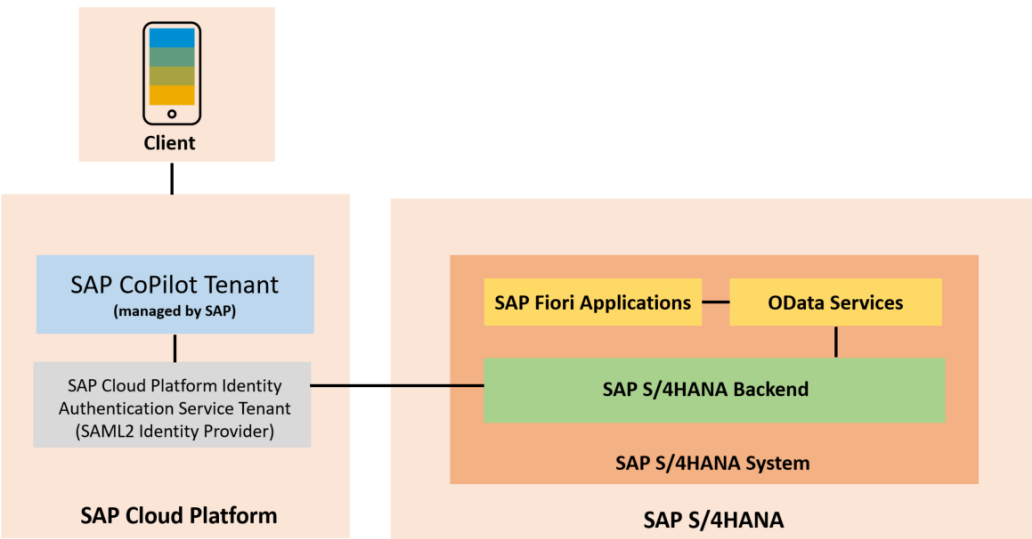 Client
SAP CoPilot Tenant
(managed by SAP)
SAP Cloud Platform Identity
Authentication Service Tenant
(SAML2 Identity Provider)
SAP Cloud Platform
SAP Fiori Applications
OData Services
SAP S/4HANA Backend
SAP S/4HANA System
SAP S/4HANA